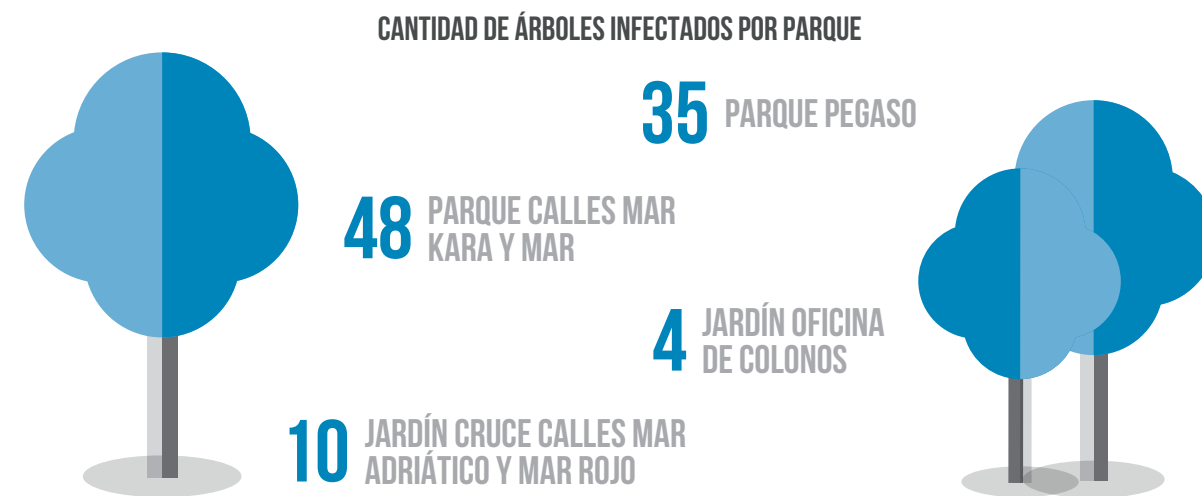 CANTIDAD DE ÁRBOLES INFECTADOS POR PARQUE
35 PARQUE PEGASO
48 PARQUE CALLES MAR
KARA Y MAR
4 JARDÍN OFICINA
DE COLONOS
10 JARDÍN CRUCE CALLES MAR
ADRIÁTICO Y MAR ROJO